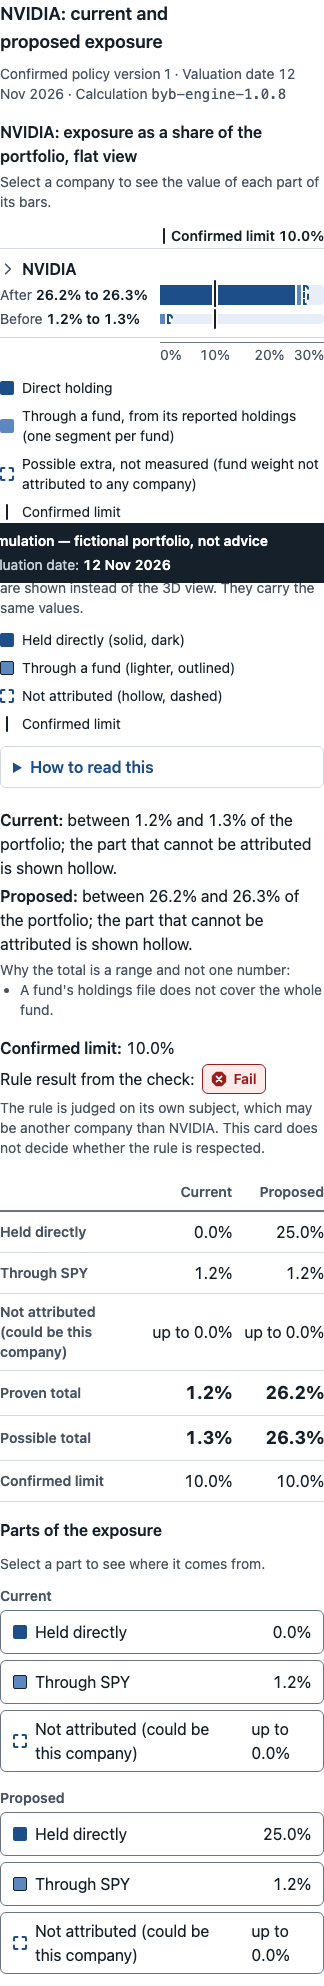 NVIDIA: current and
proposed exposure
Confirmed policy version 1 · Valuation date 12
Nov 2026 · Calculation byb-engine-1.0.8
NVIDIA: exposure as a share of the
portfolio, flat view
Select a company to see the value of each part of
its bars.
Confirmed limit 10.0%
NVIDIA
After 26.2% to 26.3%
Before 1.2% to 1.3%
0% 10% 20% 30%
Direct holding
Through a fund, from its reported holdings
(one segment per fund)
Possible extra, not measured (fund weight not
attributed to any company)
Confirmed limit
mulation — fictional portfolio, not advice
luation date: 12 Nov 2026
are shown instead of the 3D view. They carry the
same values.
Held directly (solid, dark)
Through a fund (lighter, outlined)
Not attributed (hollow, dashed)
Confirmed limit
How to read this
Current: between 1.2% and 1.3% of the
portfolio; the part that cannot be attributed
is shown hollow.
Proposed: between 26.2% and 26.3% of
the portfolio; the part that cannot be
attributed is shown hollow.
Why the total is a range and not one number:
• A fund's holdings file does not cover the whole
fund.
Confirmed limit: 10.0%
Rule result from the check: Fail
The rule is judged on its own subject, which may
be another company than NVIDIA. This card does
not decide whether the rule is respected.
Current Proposed
Held directly 0.0% 25.0%
Through SPY 1.2% 1.2%
Not attributed
(could be this
company) up to 0.0% up to 0.0%
Proven total 1.2% 26.2%
Possible total 1.3% 26.3%
Confirmed limit 10.0% 10.0%
Parts of the exposure
Select a part to see where it comes from.
Current
Held directly 0.0%
Through SPY 1.2%
Not attributed (could be up to
this company) 0.0%
Proposed
Held directly 25.0%
Through SPY 1.2%
Not attributed (could be up to
this company) 0.0%